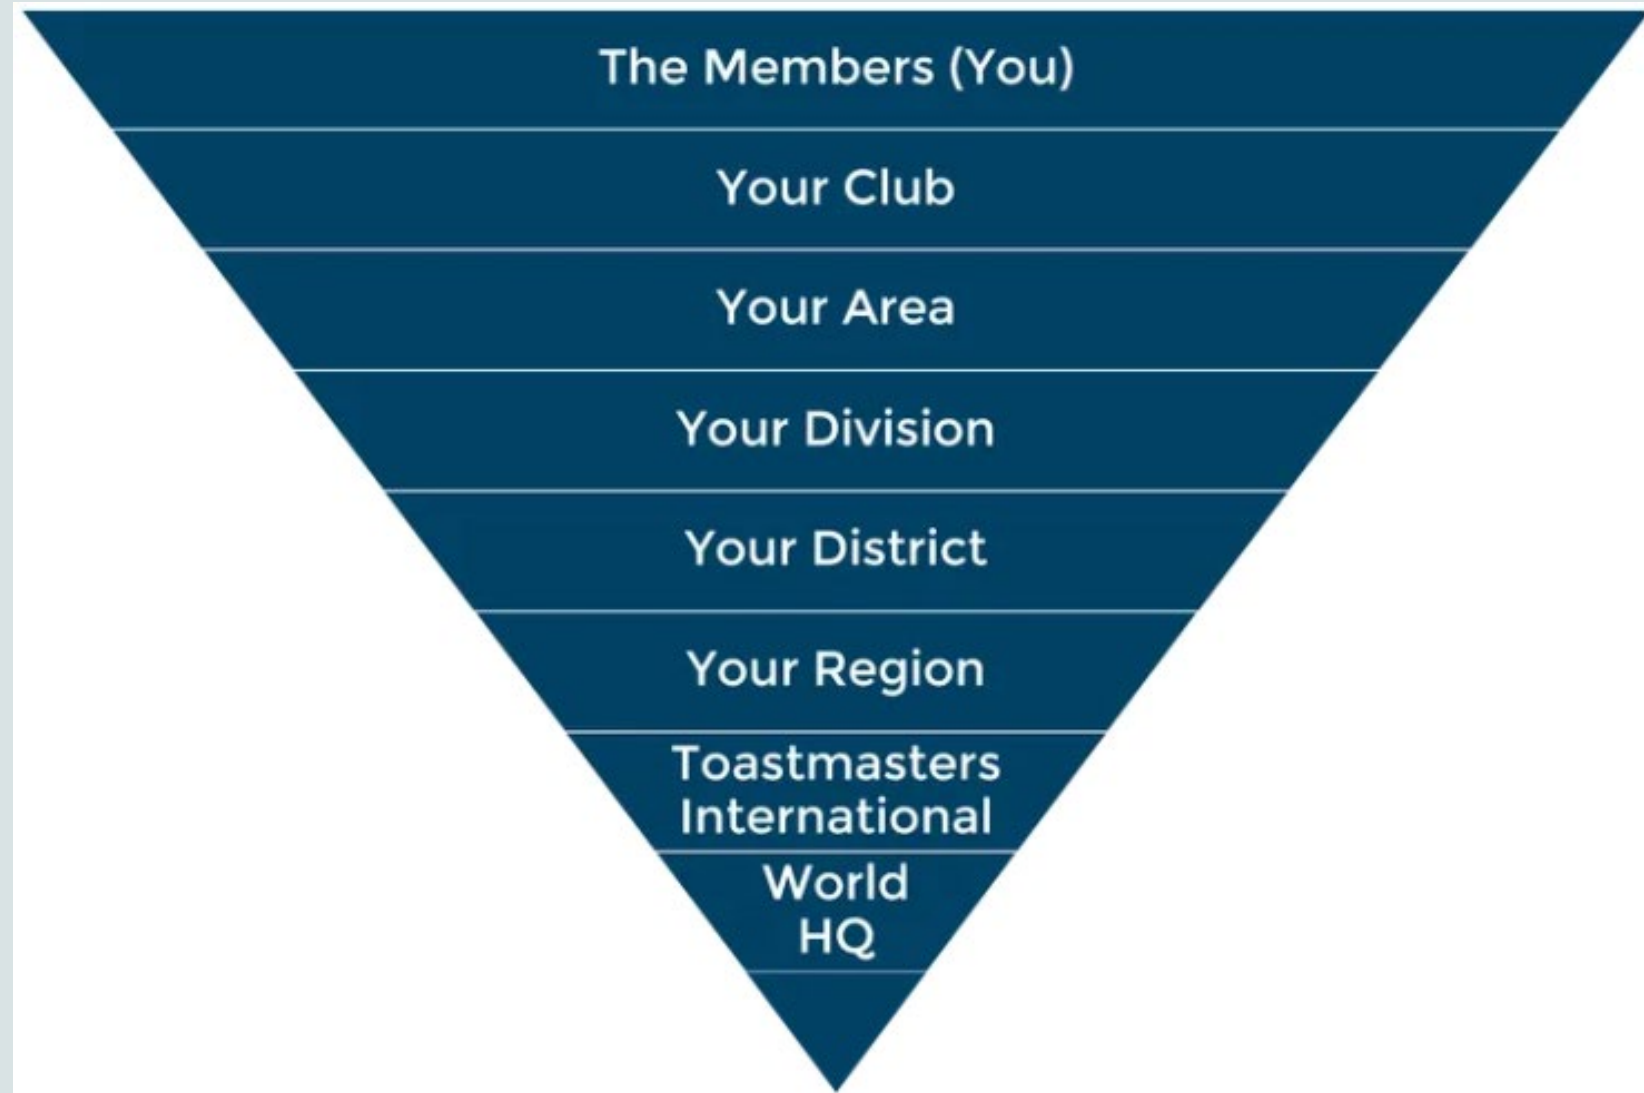 The Members (You)
Your Club
Your Area
Your Division
Your District
Your Region
Toastmasters
International
World
HQ